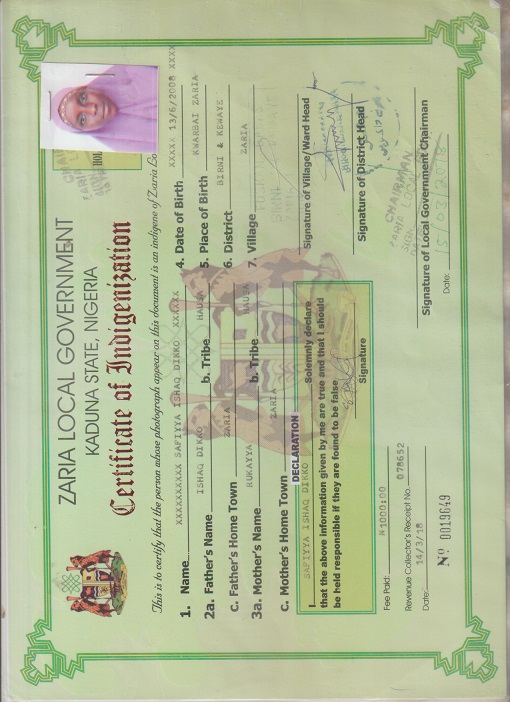 ZARIA LOCAL GOVERNMENT
KADUNA STATE, NIGERIA
Certificate of Indigenization
This is to certify that the person whose photograph appear on this document is an indigene of Zaria Lo
1. Name XXXXXXXXXX SAFIYYA ISHAQ DIKKO XXXXXX
2a. Father's Name ISHAQ DIKKO b. Tribe HAUSA
C. Father's Home Town ZARIA
3a. Mother's Name RUKAYYA b. Tribe HAUSA
C. Mother's Home Town ZARIA
4. Date of Birth XXXXX 13/6/2008 XXXX
5. Place of Birth KWARBAI ZARIA
6. District BIRNI & KEWAYE
7. Village ZARIA
DECLARATION
I SAFIYYA ISHAQ DIKKO Solemnly declare
that the above information given by me are true and that I should
be held responsible if they are found to be false.
Signature
Signature of Village/Ward Head
Signature of District Head
CHAIRMAN
ZARIA LOCAL
Signature of Local Government Chairman
Date: 15/03/2018
Fee Paid: N1000:00
Revenue Collector's Receipt No. 078652
Date: 14/3/18
Nº 0019649